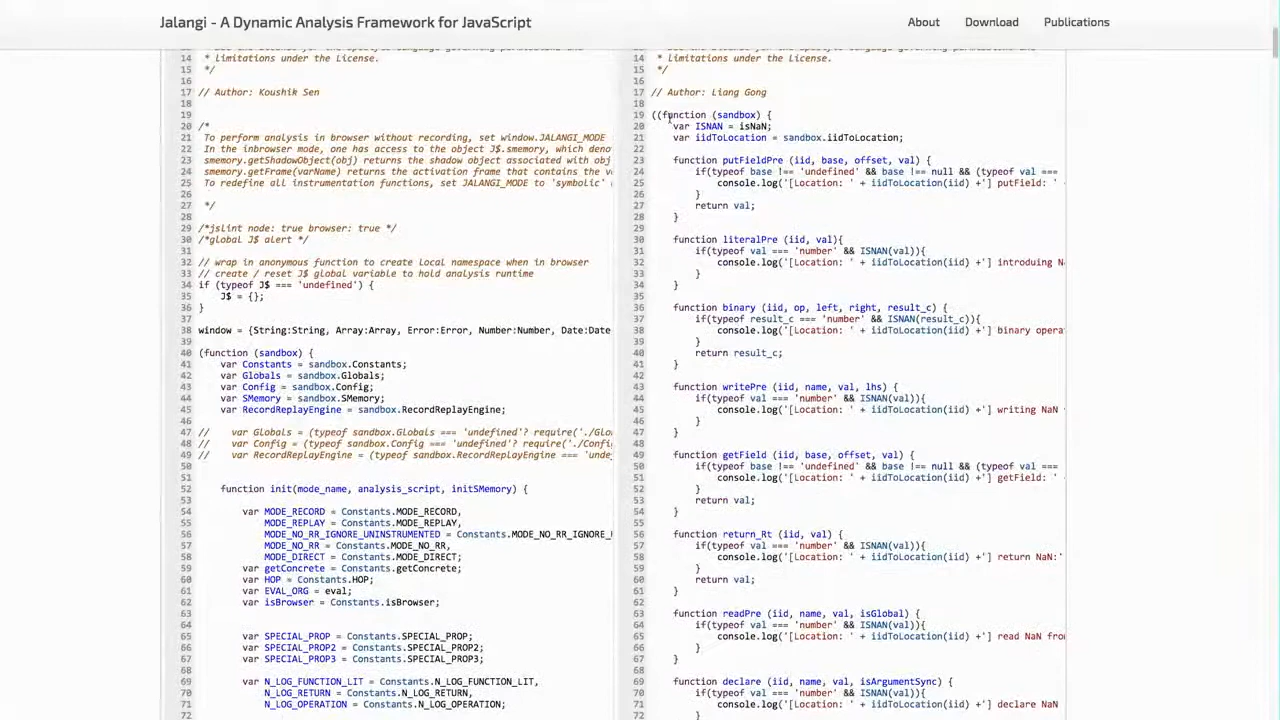 Jalangi - A Dynamic Analysis Framework for JavaScript
About Download Publications
14 * limitations under the License.
15 */
16
17 // Author: Koushik Sen
18
19
20 /*
21 To perform analysis in browser without recording, set window.JALANGI_MODE
22 In the inbrowser mode, one has access to the object J$.smemory, which deno
23 smemory.getShadowObject(obj) returns the shadow object associated with obj
24 smemory.getFrame(varName) returns the activation frame that contains the v
25 To redefine all instrumentation functions, set JALANGI_MODE to 'symbolic'
26
27 */
28
29 /*jslint node: true browser: true */
30 /*global J$ alert */
31
32 // wrap in anonymous function to create local namespace when in browser
33 // create / reset J$ global variable to hold analysis runtime
34 if (typeof J$ === 'undefined') {
35 J$ = {};
36 }
37
38 window = {String:String, Array:Array, Error:Error, Number:Number, Date:Date
39
40 (function (sandbox) {
41 var Constants = sandbox.Constants;
42 var Globals = sandbox.Globals;
43 var Config = sandbox.Config;
44 var SMemory = sandbox.SMemory;
45 var RecordReplayEngine = sandbox.RecordReplayEngine;
46
47 // var Globals = (typeof sandbox.Globals === 'undefined'? require('./Glo
48 // var Config = (typeof sandbox.Config === 'undefined'? require('./Config
49 // var RecordReplayEngine = (typeof sandbox.RecordReplayEngine === 'unde
50
51
52 function init(mode_name, analysis_script, initSMemory) {
53
54 var MODE_RECORD = Constants.MODE_RECORD,
55 MODE_REPLAY = Constants.MODE_REPLAY,
56 MODE_NO_RR_IGNORE_UNINSTRUMENTED = Constants.MODE_NO_RR_IGNORE_
57 MODE_NO_RR = Constants.MODE_NO_RR,
58 MODE_DIRECT = Constants.MODE_DIRECT;
59 var getConcrete = Constants.getConcrete;
60 var HOP = Constants.HOP;
61 var EVAL_ORG = eval;
62 var isBrowser = Constants.isBrowser;
63
64
65 var SPECIAL_PROP = Constants.SPECIAL_PROP;
66 var SPECIAL_PROP2 = Constants.SPECIAL_PROP2;
67 var SPECIAL_PROP3 = Constants.SPECIAL_PROP3;
68
69 var N_LOG_FUNCTION_LIT = Constants.N_LOG_FUNCTION_LIT,
70 N_LOG_RETURN = Constants.N_LOG_RETURN,
71 N_LOG_OPERATION = Constants.N_LOG_OPERATION,
72
14 * limitations under the License.
15 */
16
17 // Author: Liang Gong
18
19 ((function (sandbox) {
20 var ISNAN = isNaN;
21 var iidToLocation = sandbox.iidToLocation;
22
23 function putFieldPre (iid, base, offset, val) {
24 if(typeof base !== 'undefined' && base !== null && (typeof val ===
25 console.log('[Location: ' + iidToLocation(iid) +'] putField: '
26 }
27 return val;
28 }
29
30 function literalPre (iid, val){
31 if(typeof val === 'number' && ISNAN(val)){
32 console.log('[Location: ' + iidToLocation(iid) +'] introduing N
33 }
34 }
35
36 function binary (iid, op, left, right, result_c) {
37 if(typeof result_c === 'number' && ISNAN(result_c)){
38 console.log('[Location: ' + iidToLocation(iid) +'] binary opera
39 }
40 return result_c;
41 }
42
43 function writePre (iid, name, val, lhs) {
44 if(typeof val === 'number' && ISNAN(val)){
45 console.log('[Location: ' + iidToLocation(iid) +'] writing NaN
46 }
47 }
48
49 function getField (iid, base, offset, val) {
50 if(typeof base !== 'undefined' && base !== null && (typeof val ===
51 console.log('[Location: ' + iidToLocation(iid) +'] getField: '
52 }
53 return val;
54 }
55
56 function return_Rt (iid, val) {
57 if(typeof val === 'number' && ISNAN(val)){
58 console.log('[Location: ' + iidToLocation(iid) +'] return NaN:'
59 }
60 return val;
61 }
62
63 function readPre (iid, name, val, isGlobal) {
64 if(typeof val === 'number' && ISNAN(val)){
65 console.log('[Location: ' + iidToLocation(iid) +'] read NaN fro
66 }
67 }
68
69 function declare (iid, name, val, isArgumentSync) {
70 if(typeof val === 'number' && ISNAN(val)){
71 console.log('[Location: ' + iidToLocation(iid) +'] declare NaN
72 }